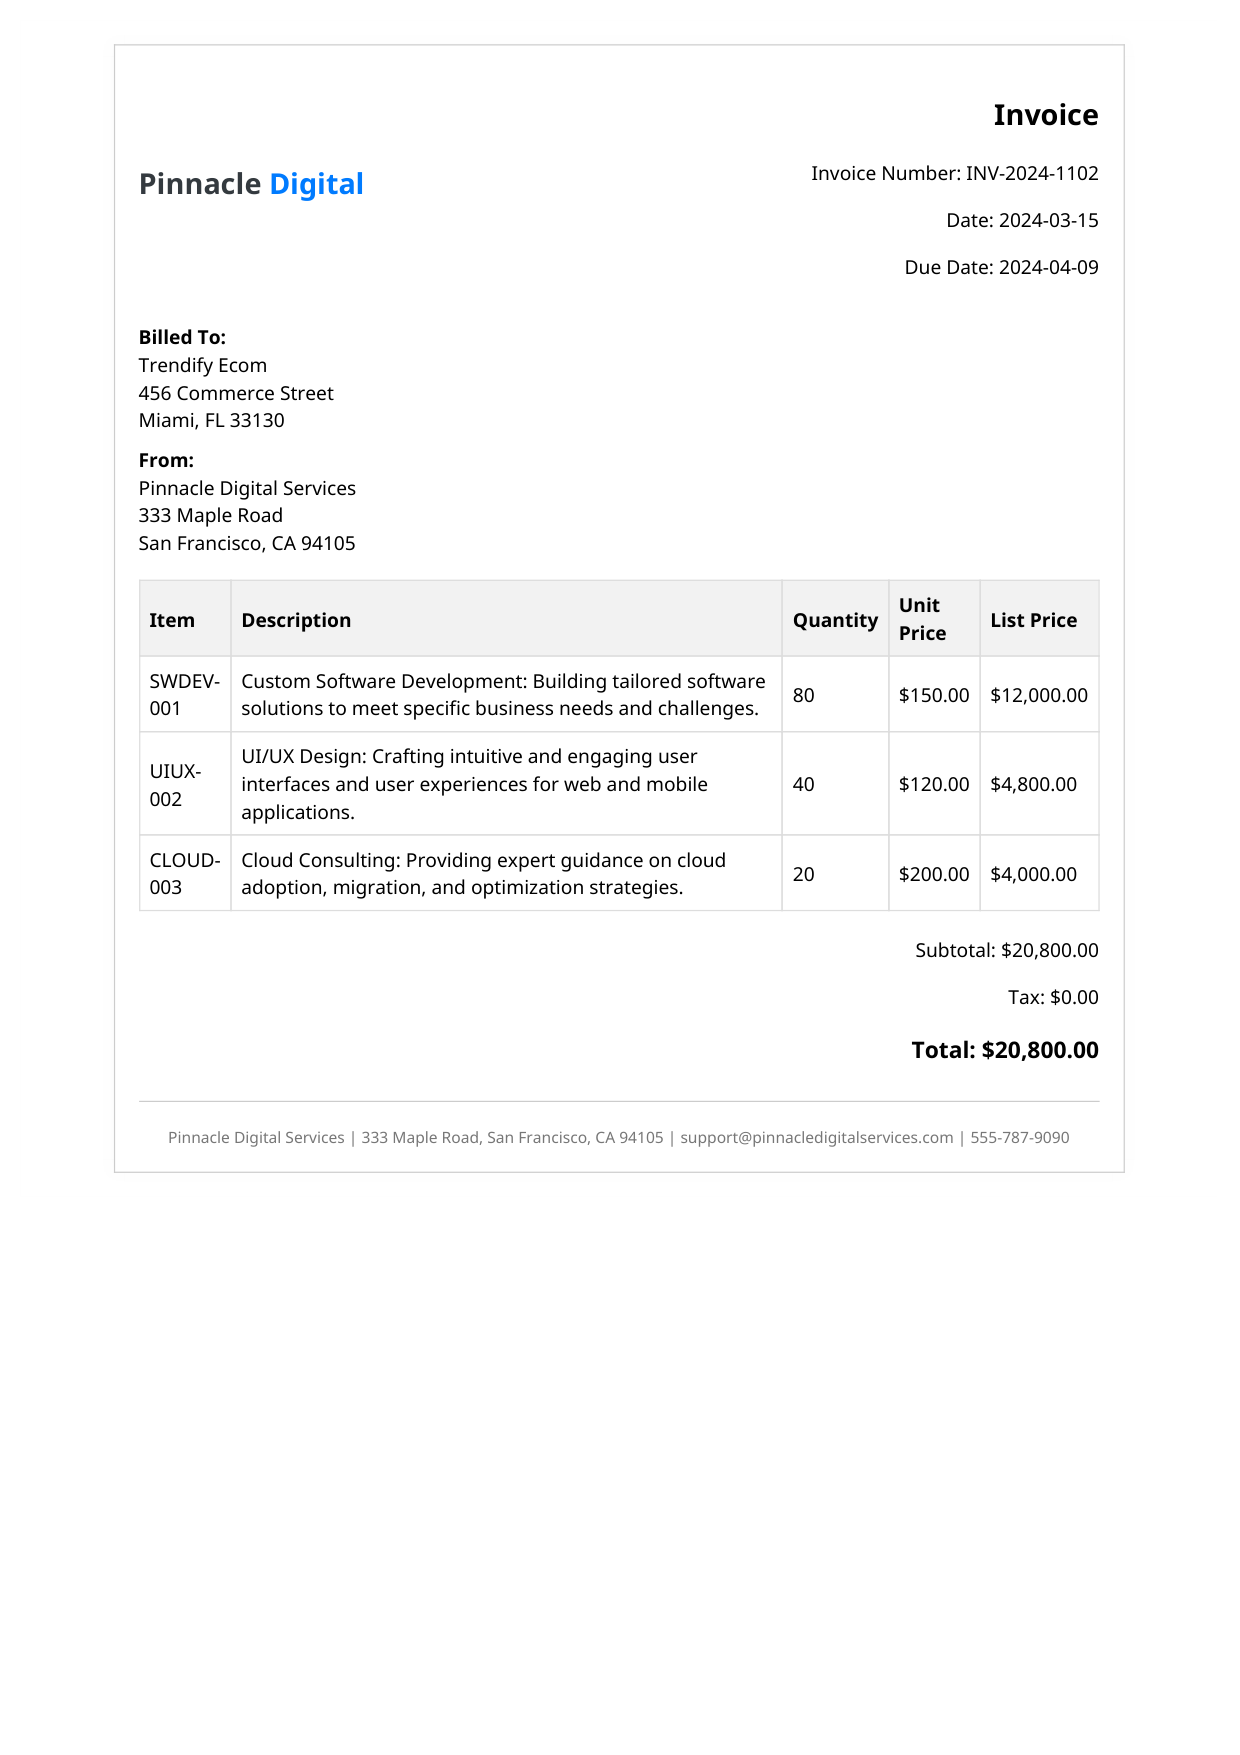 Invoice
Pinnacle Digital
Invoice Number: INV-2024-1102
Date: 2024-03-15
Due Date: 2024-04-09
Billed To:
Trendify Ecom
456 Commerce Street
Miami, FL 33130
From:
Pinnacle Digital Services
333 Maple Road
San Francisco, CA 94105
Item Description Quantity Unit Price List Price
SWDEV-001 Custom Software Development: Building tailored software
solutions to meet specific business needs and challenges. 80 $150.00 $12,000.00
UIUX-002 UI/UX Design: Crafting intuitive and engaging user
interfaces and user experiences for web and mobile
applications. 40 $120.00 $4,800.00
CLOUD-003 Cloud Consulting: Providing expert guidance on cloud
adoption, migration, and optimization strategies. 20 $200.00 $4,000.00
Subtotal: $20,800.00
Tax: $0.00
Total: $20,800.00
Pinnacle Digital Services | 333 Maple Road, San Francisco, CA 94105 | support@pinnacledigitalservices.com | 555-787-9090